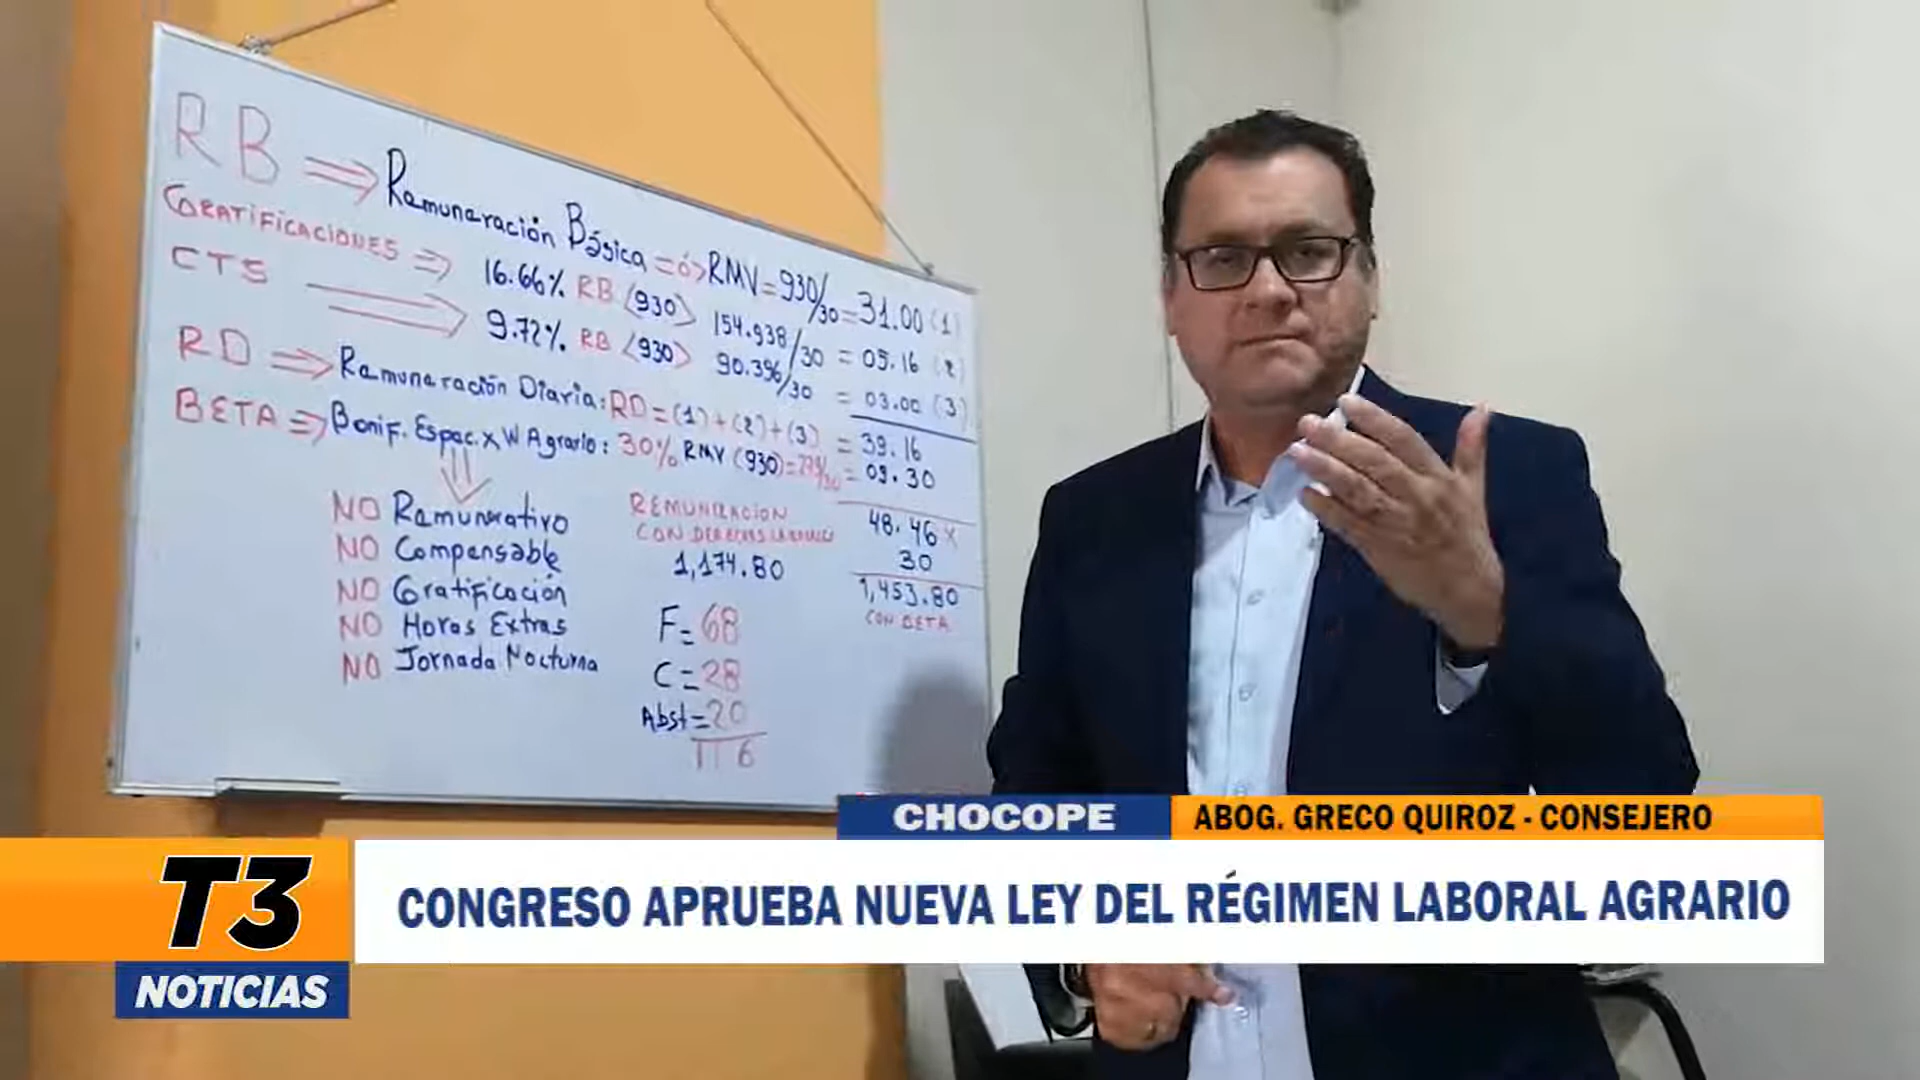 RB ⇒ Remuneración Básica = ó > RMV = 930/30 = 31.00 (1)
GRATIFICACIONES ⇒ 16.66% RB (930) 154.938/30 = 05.16 (2)
CTS ⇒ 9.72% RB (930) 90.396/30 = 03.00 (3)
RD ⇒ Remuneración Diaria: RD = (1) + (2) + (3) = 39.16
BETA ⇒ Bonif. Espec. x W Agrario: 30% RMV (930) = 279/30 = 09.30
NO Remunerativo
NO Compensable
NO Gratificación
NO Horas Extras
NO Jornada Nocturna
REMUNERACION
CON DERECHOS LABORALES
1,174.80
F = 68
C = 28
Abst = 20
116
48.46 x
30
1,453.80
CON BETA
CHOCOPE
ABOG. GRECO QUIROZ - CONSEJERO
T3
NOTICIAS
CONGRESO APRUEBA NUEVA LEY DEL RÉGIMEN LABORAL AGRARIO